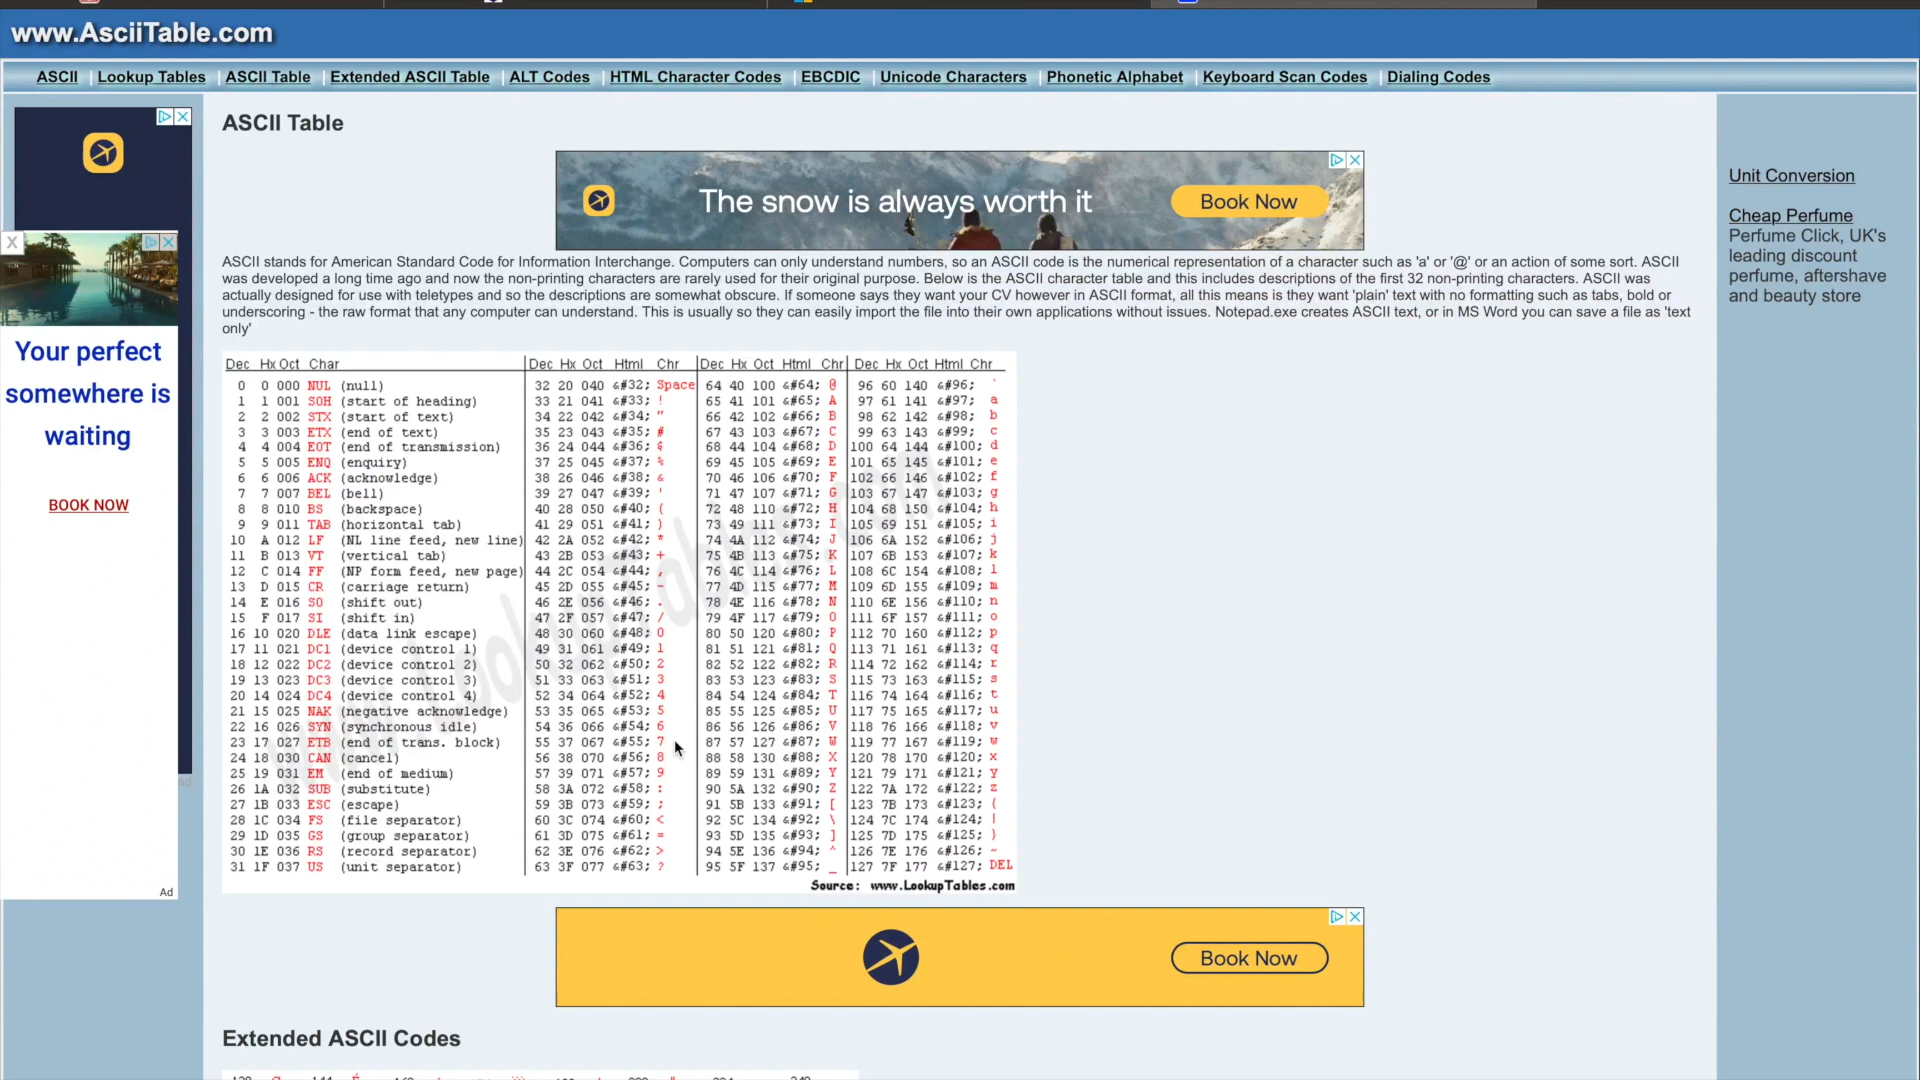 www.AsciiTable.com
ASCII | Lookup Tables | ASCII Table | Extended ASCII Table | ALT Codes | HTML Character Codes | EBCDIC | Unicode Characters | Phonetic Alphabet | Keyboard Scan Codes | Dialing Codes
ASCII Table
The snow is always worth it
Book Now
ASCII stands for American Standard Code for Information Interchange. Computers can only understand numbers, so an ASCII code is the numerical representation of a character such as 'a' or '@' or an action of some sort. ASCII
was developed a long time ago and now the non-printing characters are rarely used for their original purpose. Below is the ASCII character table and this includes descriptions of the first 32 non-printing characters. ASCII was
actually designed for use with teletypes and so the descriptions are somewhat obscure. If someone says they want your CV however in ASCII format, all this means is they want 'plain' text with no formatting such as tabs, bold or
underscoring - the raw format that any computer can understand. This is usually so they can easily import the file into their own applications without issues. Notepad.exe creates ASCII text, or in MS Word you can save a file as 'text
only'
X
Your perfect
somewhere is
waiting
BOOK NOW
Ad
Unit Conversion
Cheap Perfume
Perfume Click, UK's
leading discount
perfume, aftershave
and beauty store
Dec Hx Oct Char Dec Hx Oct Html Chr Dec Hx Oct Html Chr Dec Hx Oct Html Chr
0 0 000 NUL (null) 32 20 040 &#32; Space 64 40 100 &#64; @ 96 60 140 &#96; `
1 1 001 SOH (start of heading) 33 21 041 &#33; ! 65 41 101 &#65; A 97 61 141 &#97; a
2 2 002 STX (start of text) 34 22 042 &#34; " 66 42 102 &#66; B 98 62 142 &#98; b
3 3 003 ETX (end of text) 35 23 043 &#35; # 67 43 103 &#67; C 99 63 143 &#99; c
4 4 004 EOT (end of transmission) 36 24 044 &#36; $ 68 44 104 &#68; D 100 64 144 &#100; d
5 5 005 ENQ (enquiry) 37 25 045 &#37; % 69 45 105 &#69; E 101 65 145 &#101; e
6 6 006 ACK (acknowledge) 38 26 046 &#38; & 70 46 106 &#70; F 102 66 146 &#102; f
7 7 007 BEL (bell) 39 27 047 &#39; ' 71 47 107 &#71; G 103 67 147 &#103; g
8 8 010 BS (backspace) 40 28 050 &#40; ( 72 48 110 &#72; H 104 68 150 &#104; h
9 9 011 TAB (horizontal tab) 41 29 051 &#41; ) 73 49 111 &#73; I 105 69 151 &#105; i
10 A 012 LF (NL line feed, new line) 42 2A 052 &#42; * 74 4A 112 &#74; J 106 6A 152 &#106; j
11 B 013 VT (vertical tab) 43 2B 053 &#43; + 75 4B 113 &#75; K 107 6B 153 &#107; k
12 C 014 FF (NP form feed, new page) 44 2C 054 &#44; , 76 4C 114 &#76; L 108 6C 154 &#108; l
13 D 015 CR (carriage return) 45 2D 055 &#45; - 77 4D 115 &#77; M 109 6D 155 &#109; m
14 E 016 SO (shift out) 46 2E 056 &#46; . 78 4E 116 &#78; N 110 6E 156 &#110; n
15 F 017 SI (shift in) 47 2F 057 &#47; / 79 4F 117 &#79; O 111 6F 157 &#111; o
16 10 020 DLE (data link escape) 48 30 060 &#48; 0 80 50 120 &#80; P 112 70 160 &#112; p
17 11 021 DC1 (device control 1) 49 31 061 &#49; 1 81 51 121 &#81; Q 113 71 161 &#113; q
18 12 022 DC2 (device control 2) 50 32 062 &#50; 2 82 52 122 &#82; R 114 72 162 &#114; r
19 13 023 DC3 (device control 3) 51 33 063 &#51; 3 83 53 123 &#83; S 115 73 163 &#115; s
20 14 024 DC4 (device control 4) 52 34 064 &#52; 4 84 54 124 &#84; T 116 74 164 &#116; t
21 15 025 NAK (negative acknowledge) 53 35 065 &#53; 5 85 55 125 &#85; U 117 75 165 &#117; u
22 16 026 SYN (synchronous idle) 54 36 066 &#54; 6 86 56 126 &#86; V 118 76 166 &#118; v
23 17 027 ETB (end of trans. block) 55 37 067 &#55; 7 87 57 127 &#87; W 119 77 167 &#119; w
24 18 030 CAN (cancel) 56 38 070 &#56; 8 88 58 130 &#88; X 120 78 170 &#120; x
25 19 031 EM (end of medium) 57 39 071 &#57; 9 89 59 131 &#89; Y 121 79 171 &#121; y
26 1A 032 SUB (substitute) 58 3A 072 &#58; : 90 5A 132 &#90; Z 122 7A 172 &#122; z
27 1B 033 ESC (escape) 59 3B 073 &#59; ; 91 5B 133 &#91; [ 123 7B 173 &#123; {
28 1C 034 FS (file separator) 60 3C 074 &#60; < 92 5C 134 &#92; \ 124 7C 174 &#124; |
29 1D 035 GS (group separator) 61 3D 075 &#61; = 93 5D 135 &#93; ] 125 7D 175 &#125; }
30 1E 036 RS (record separator) 62 3E 076 &#62; > 94 5E 136 &#94; ^ 126 7E 176 &#126; ~
31 1F 037 US (unit separator) 63 3F 077 &#63; ? 95 5F 137 &#95; _ 127 7F 177 &#127; DEL
Source: www.LookupTables.com
www.LookupTables.com
Book Now
Extended ASCII Codes